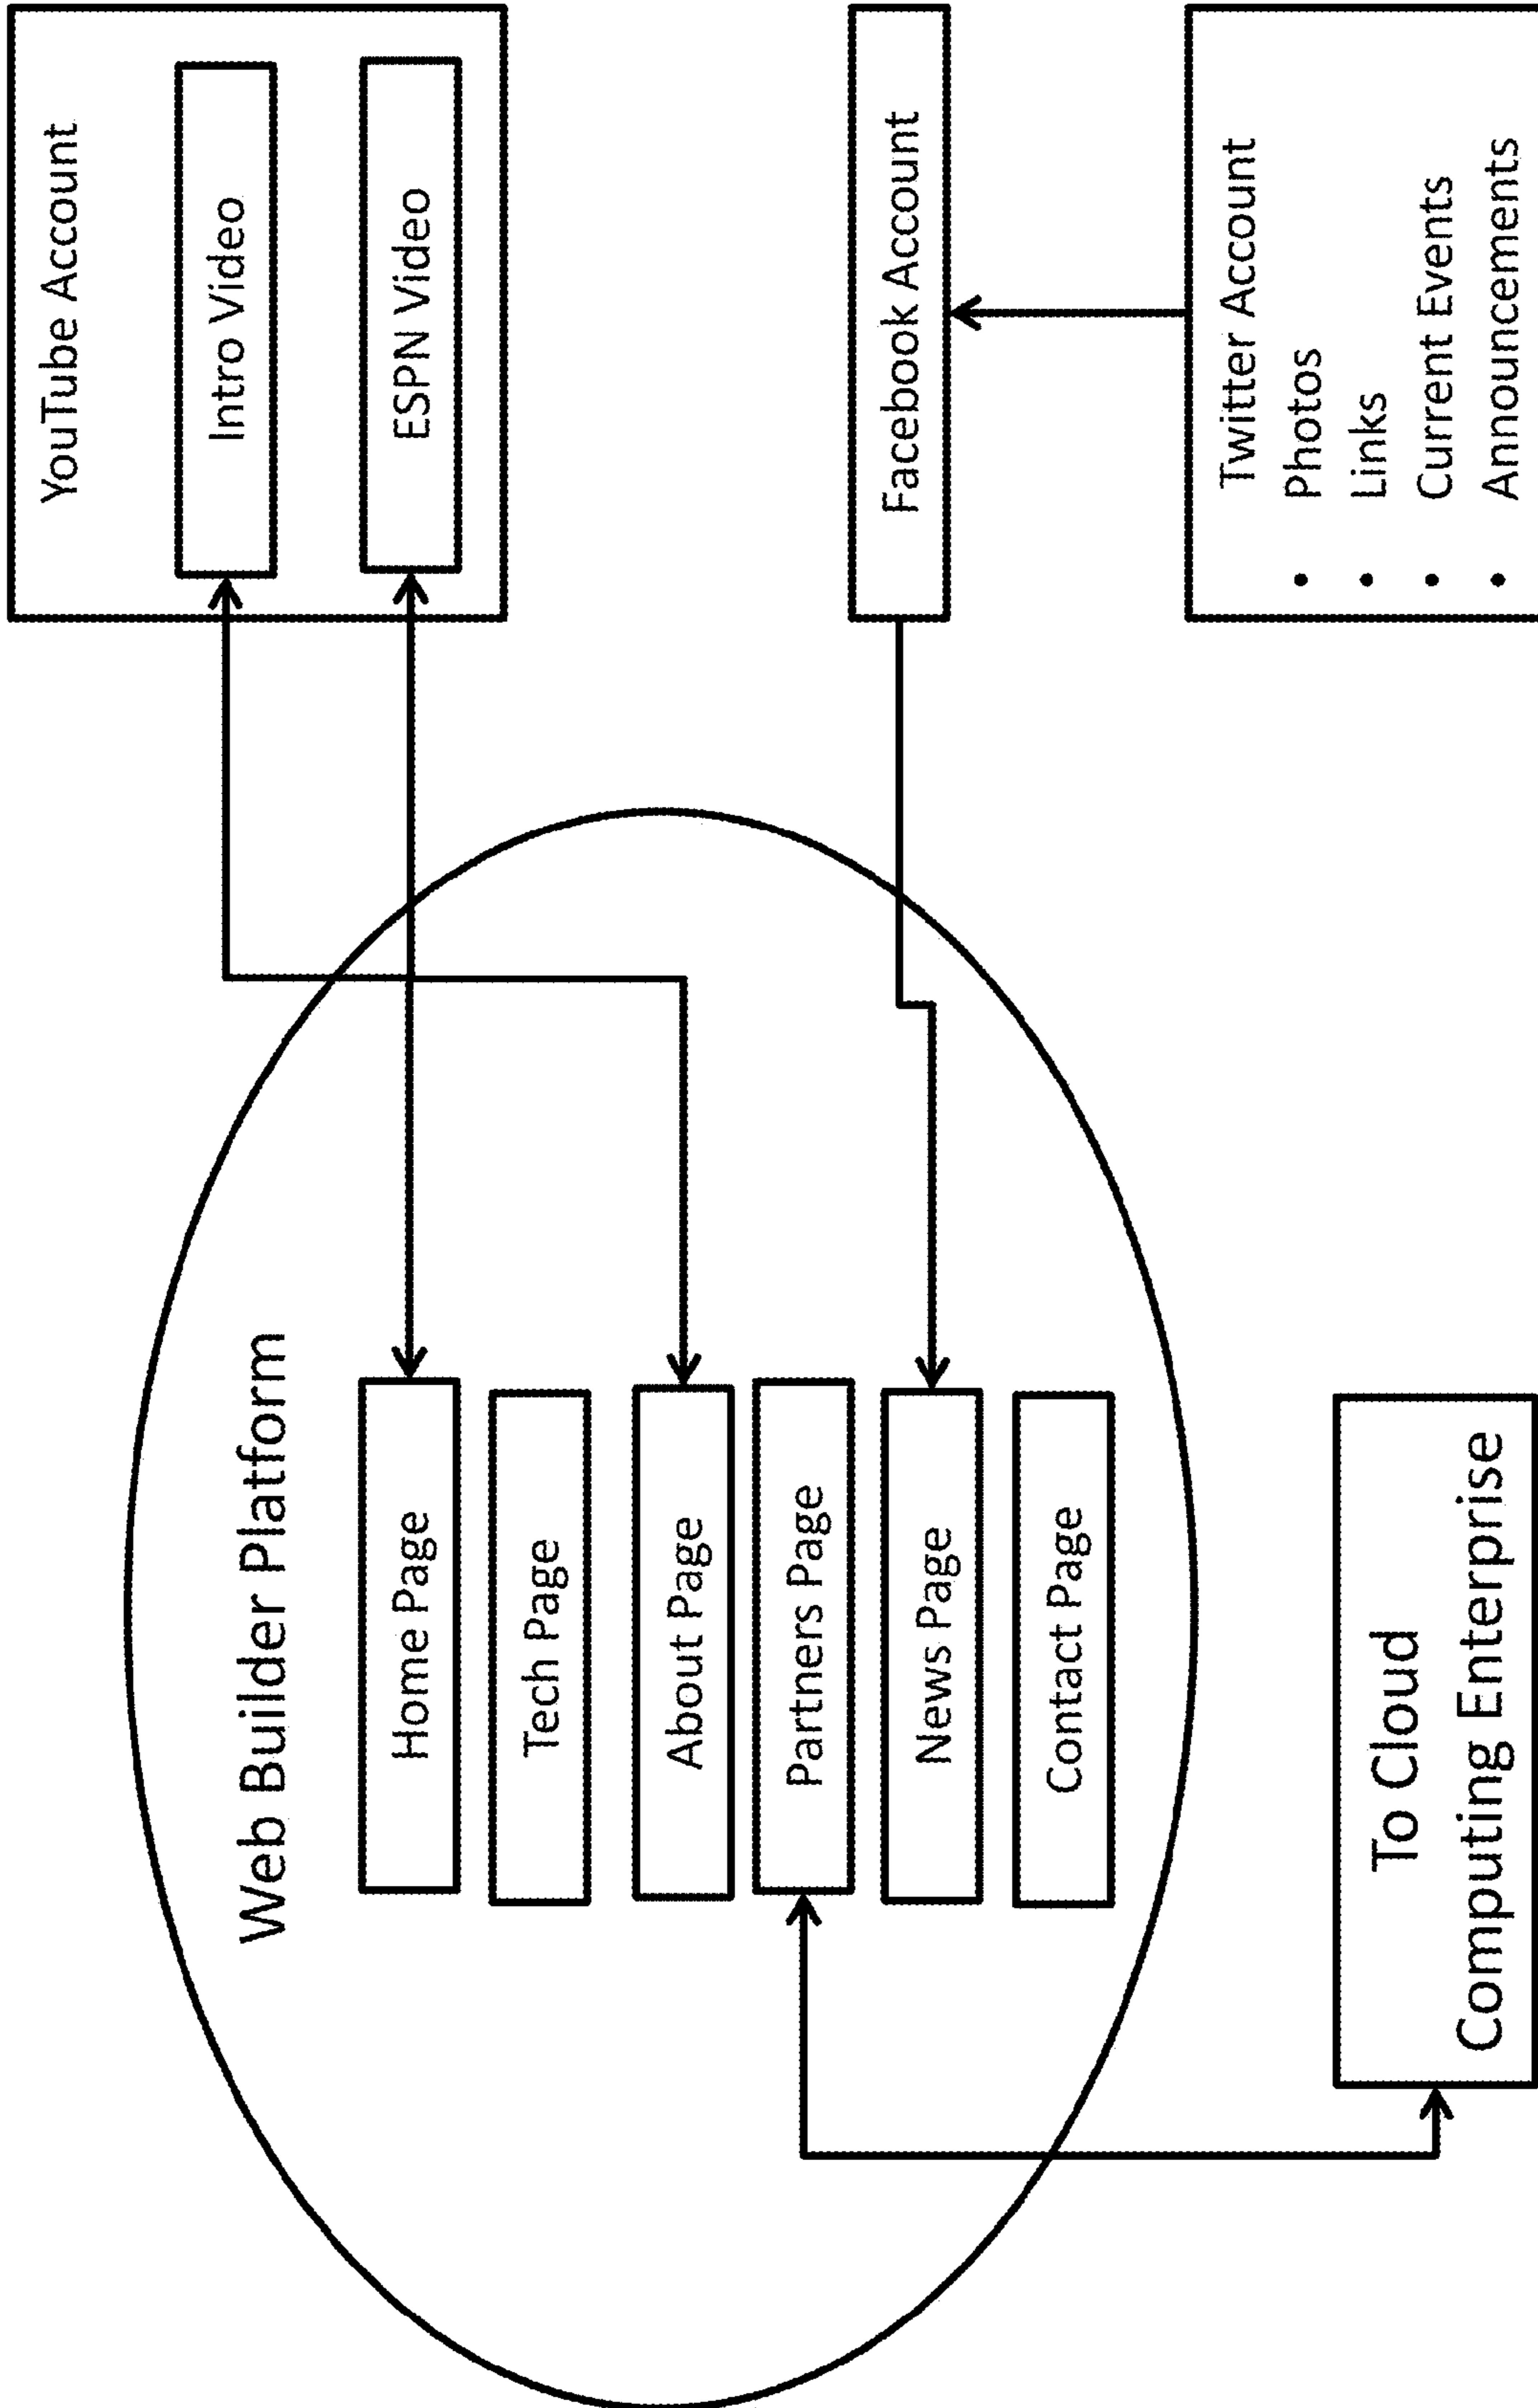 Web Builder Platform
Home Page
Tech Page
About Page
Partners Page
News Page
Contact Page
To Cloud
Computing Enterprise
YouTube Account
Intro Video
ESPN Video
Facebook Account
Twitter Account
• Photos
• Links
• Current Events
• Announcements